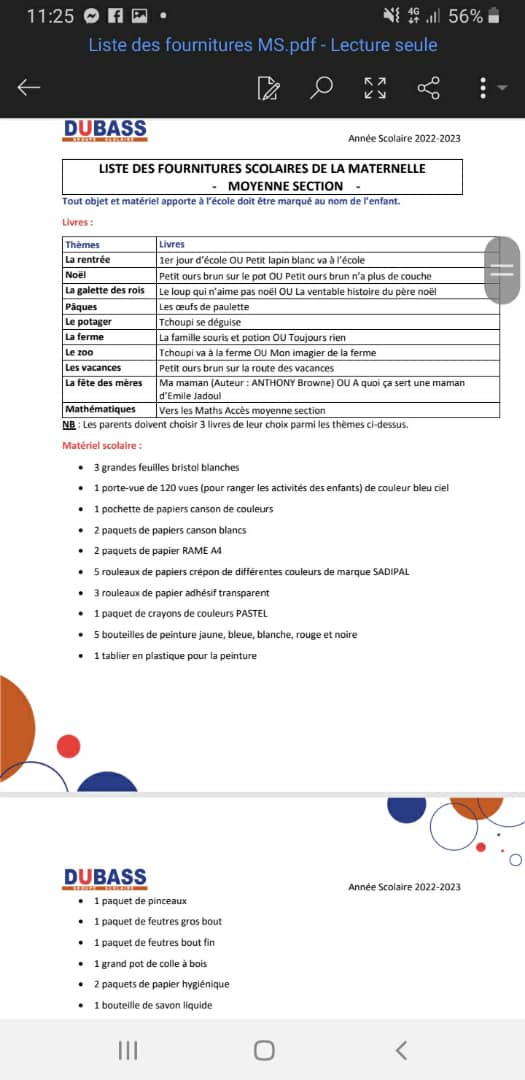 11:25
4G
56%
Liste des fournitures MS.pdf - Lecture seule
DUBASS
GROUPE SCOLAIRE
Année Scolaire 2022-2023
LISTE DES FOURNITURES SCOLAIRES DE LA MATERNELLE
- MOYENNE SECTION -
Tout objet et matériel apporte à l'école doit être marqué au nom de l'enfant.
Livres :
Thèmes Livres
La rentrée 1er jour d'école OU Petit lapin blanc va à l'école
Noël Petit ours brun sur le pot OU Petit ours brun n'a plus de couche
La galette des rois Le loup qui n'aime pas noël OU La ventable histoire du père noël
Pâques Les œufs de paulette
Le potager Tchoupi se déguise
La ferme La famille souris et potion OU Toujours rien
Le zoo Tchoupi va à la ferme OU Mon imagier de la ferme
Les vacances Petit ours brun sur la route des vacances
La fête des mères Ma maman (Auteur : ANTHONY Browne) OU A quoi ça sert une maman
d'Emile Jadoul
Mathématiques Vers les Maths Accès moyenne section
NB : Les parents doivent choisir 3 livres de leur choix parmi les thèmes ci-dessus.
Matériel scolaire :
• 3 grandes feuilles bristol blanches
• 1 porte-vue de 120 vues (pour ranger les activités des enfants) de couleur bleu ciel
• 1 pochette de papiers canson de couleurs
• 2 paquets de papiers canson blancs
• 2 paquets de papier RAME A4
• 5 rouleaux de papiers crépon de différentes couleurs de marque SADIPAL
• 3 rouleaux de papier adhésif transparent
• 1 paquet de crayons de couleurs PASTEL
• 5 bouteilles de peinture jaune, bleue, blanche, rouge et noire
• 1 tablier en plastique pour la peinture
DUBASS
GROUPE SCOLAIRE
Année Scolaire 2022-2023
• 1 paquet de pinceaux
• 1 paquet de feutres gros bout
• 1 paquet de feutres bout fin
• 1 grand pot de colle à bois
• 2 paquets de papier hygiénique
• 1 bouteille de savon liquide